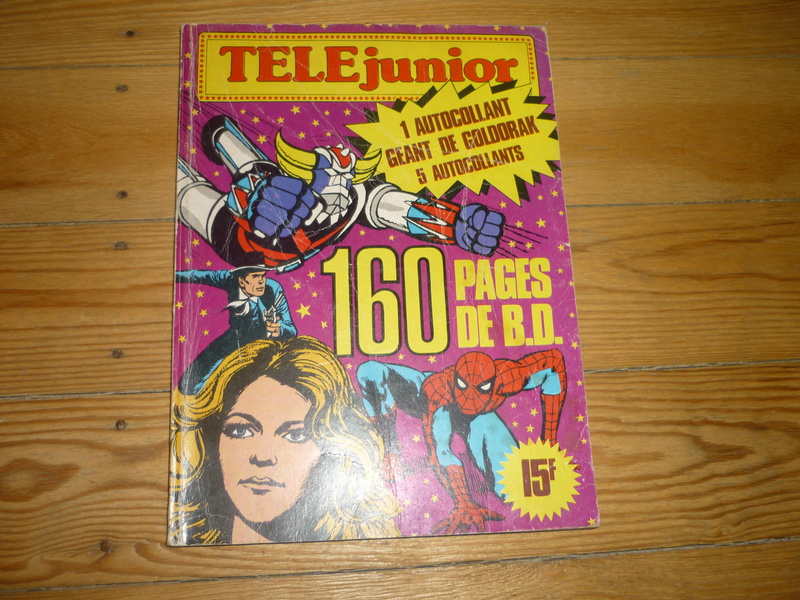 TELEjunior
1 AUTOCOLLANT
GEANT DE GOLDORAK
5 AUTOCOLLANTS
160 PAGES
DE B.D.
15F